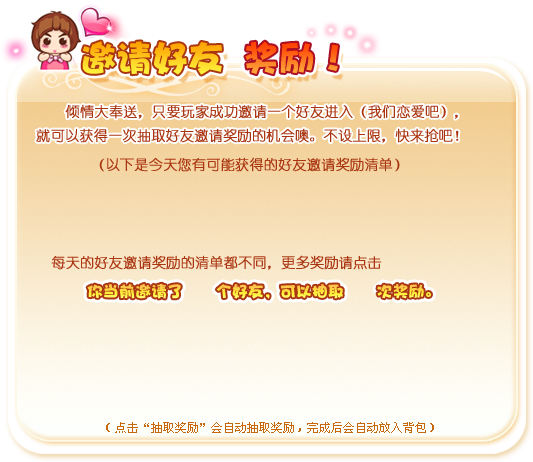 邀请好友 奖励！
倾情大奉送，只要玩家成功邀请一个好友进入（我们恋爱吧），
就可以获得一次抽取好友邀请奖励的机会噢。不设上限，快来抢吧！
（以下是今天您有可能获得的好友邀请奖励清单）
每天的好友邀请奖励的清单都不同，更多奖励请点击
你当前邀请了 个好友，可以抽取 次奖励。
（点击“抽取奖励”会自动抽取奖励，完成后会自动放入背包）